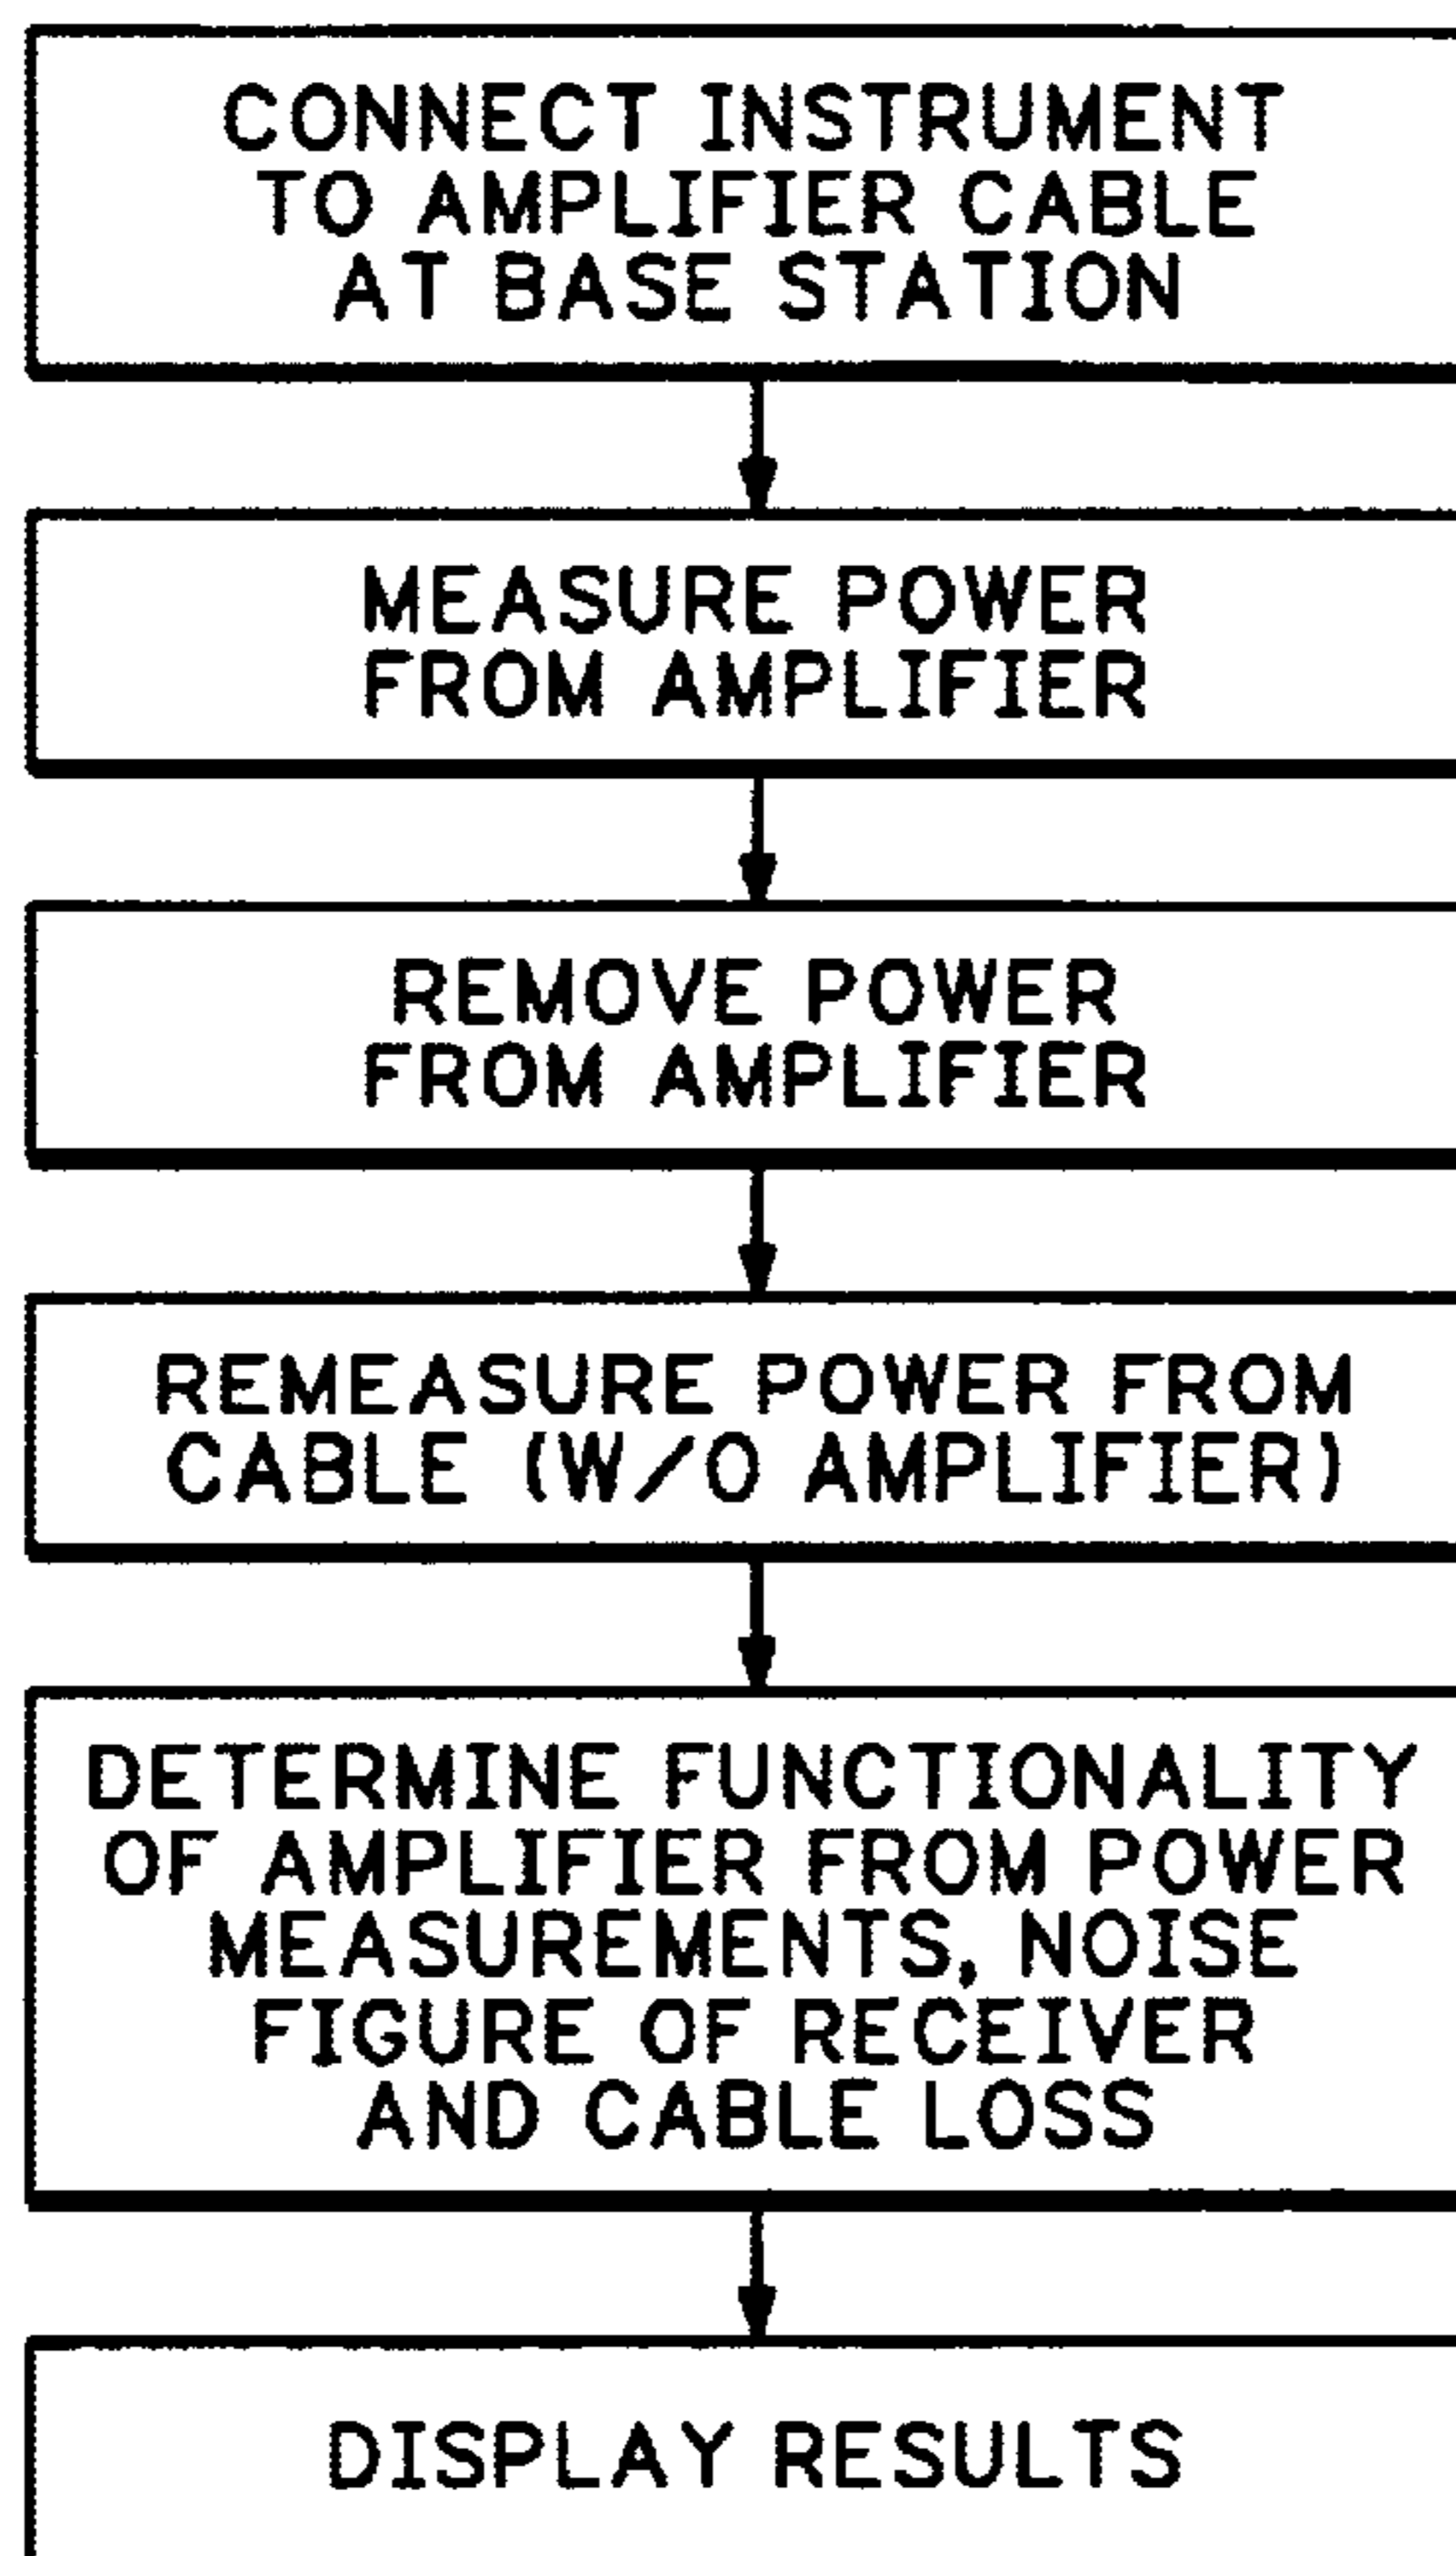 CONNECT INSTRUMENT
TO AMPLIFIER CABLE
AT BASE STATION
MEASURE POWER
FROM AMPLIFIER
REMOVE POWER
FROM AMPLIFIER
REMEASURE POWER FROM
CABLE (W/O AMPLIFIER)
DETERMINE FUNCTIONALITY
OF AMPLIFIER FROM POWER
MEASUREMENTS, NOISE
FIGURE OF RECEIVER
AND CABLE LOSS
DISPLAY RESULTS